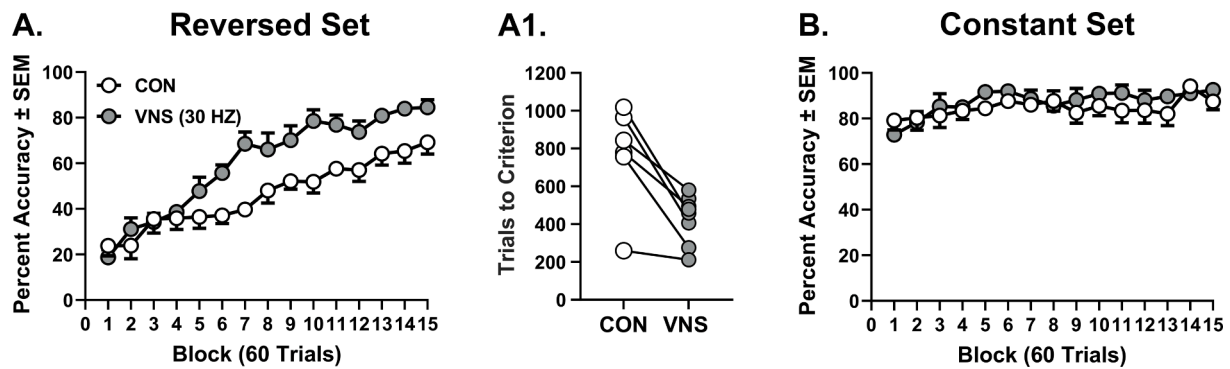 A. Reversed Set
Percent Accuracy ± SEM
100
80
60
40
20
0
CON
VNS (30 HZ)
0 1 2 3 4 5 6 7 8 9 10 11 12 13 14 15
Block (60 Trials)
A1.
Trials to Criterion
1200
1000
800
600
400
200
0
CON VNS
B. Constant Set
Percent Accuracy ± SEM
100
80
60
40
20
0
0 1 2 3 4 5 6 7 8 9 10 11 12 13 14 15
Block (60 Trials)